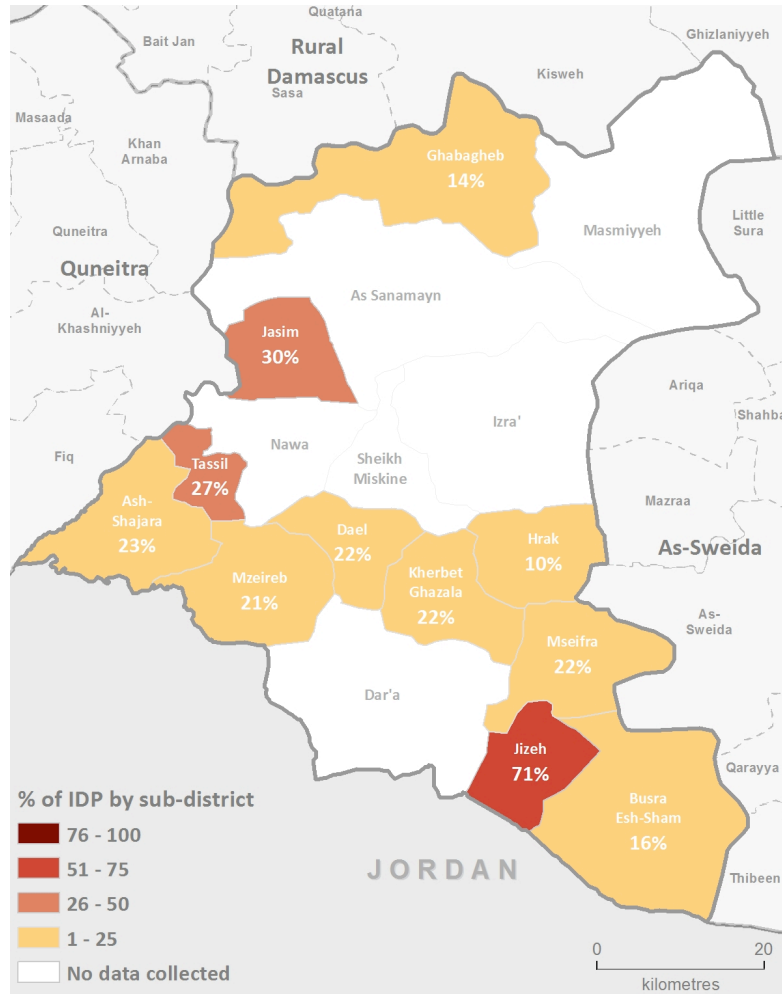 Quatana
Bait Jan
Rural
Damascus
Ghizlaniyyeh
Sasa
Kisweh
Masaada
Khan
Arnaba
Ghabagheb
14%
Masmiyyeh
Little
Sura
Quneitra
Quneitra
Al-
Khashniyyeh
As Sanamayn
Jasim
30%
Ariqa
Shahba
Izra'
Nawa
Sheikh
Miskine
Fiq
Tassil
27%
Mazraa
Ash-
Shajara
23%
Dael
22%
Hrak
10%
As-Sweida
Mzeireb
21%
Kherbet
Ghazala
22%
As-
Sweida
Mseifra
22%
Dar'a
Jizeh
71%
Qarayya
Busra
Esh-Sham
16%
Thibeen
JORDAN
% of IDP by sub-district
76 - 100
51 - 75
26 - 50
1 - 25
No data collected
0 20
kilometres